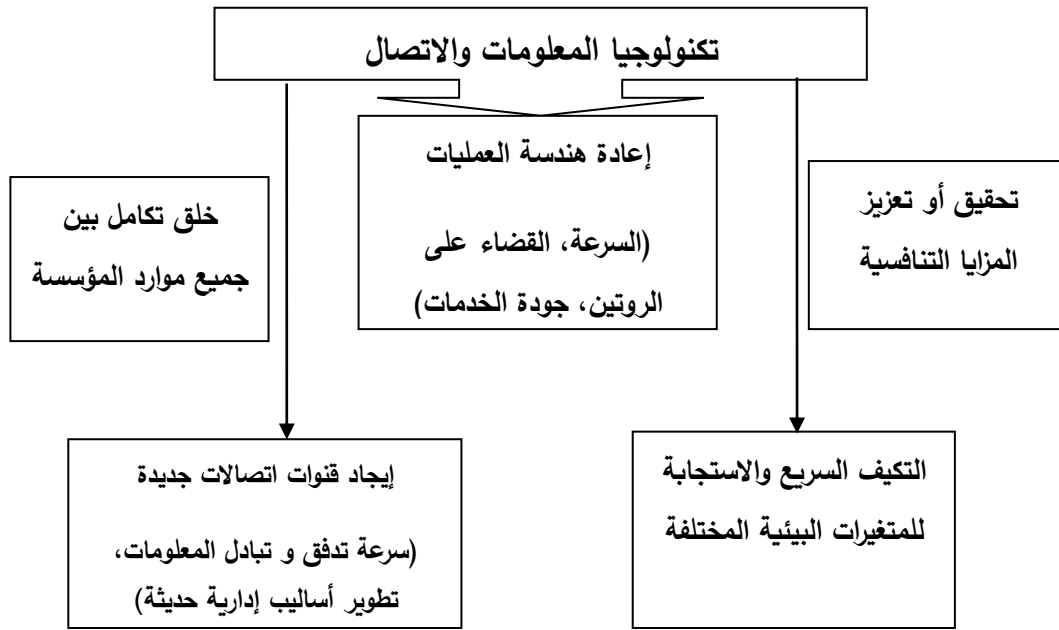 تكنولوجيا المعلومات والاتصال
إعادة هندسة العمليات
(السرعة، القضاء على
الروتين، جودة الخدمات)
تحقيق أو تعزيز
المزايا التنافسية
خلق تكامل بين
جميع موارد المؤسسة
التكيف السريع والاستجابة
للمتغيرات البيئية المختلفة
إيجاد قنوات اتصالات جديدة
(سرعة تدفق و تبادل المعلومات،
تطوير أساليب إدارية حديثة)